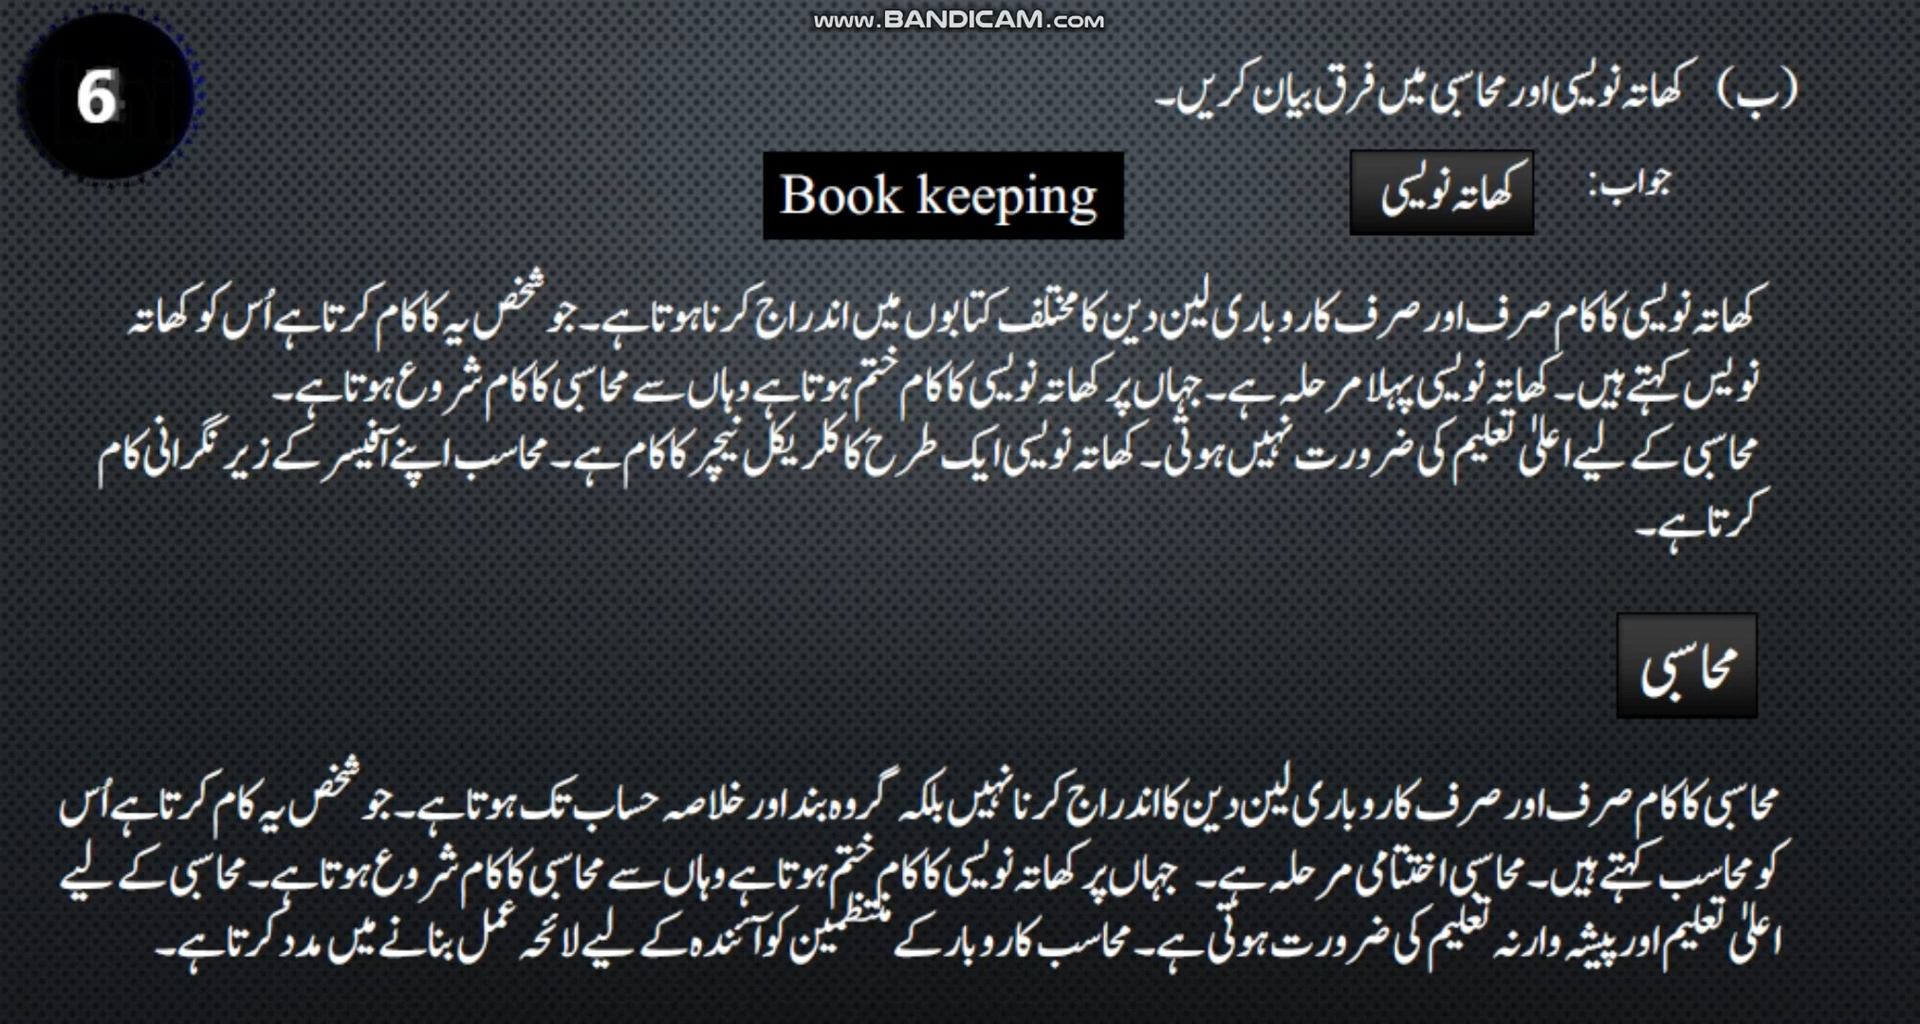 www.BANDICAM.com
6
(ب) کھاتہ نویسی اور محاسبی میں فرق بیان کریں۔
جواب: کھاتہ نویسی Book keeping
کھاتہ نویسی کا کام صرف اور صرف کاروباری لین دین کا مختلف کتابوں میں اندراج کرنا ہوتا ہے۔ جو شخص یہ کا کام کرتا ہے اُس کو کھاتہ
نویس کہتے ہیں۔ کھاتہ نویسی پہلا مرحلہ ہے۔ جہاں پر کھاتہ نویسی کا کام ختم ہوتا ہے وہاں سے محاسبی کا کام شروع ہوتا ہے۔
محاسبی کے لیے اعلیٰ تعلیم کی ضرورت نہیں ہوتی۔ کھاتہ نویسی ایک طرح کا کلریکل نیچر کا کام ہے۔ محاسب اپنے آفیسر کے زیر نگرانی کام
کرتا ہے۔
محاسبی
محاسبی کا کام صرف اور صرف کاروباری لین دین کا اندراج کرنا نہیں بلکہ گروہ بند اور خلاصہ حساب تک ہوتا ہے۔ جو شخص یہ کام کرتا ہے اُس
کو محاسب کہتے ہیں۔ محاسبی اختتامی مرحلہ ہے۔ جہاں پر کھاتہ نویسی کا کام ختم ہوتا ہے وہاں سے محاسبی کا کام شروع ہوتا ہے۔ محاسبی کے لیے
اعلیٰ تعلیم اور پیشہ وارنہ تعلیم کی ضرورت ہوتی ہے۔ محاسب کاروبار کے منتظمین کو آئندہ کے لیے لائحہ عمل بنانے میں مدد کرتا ہے۔